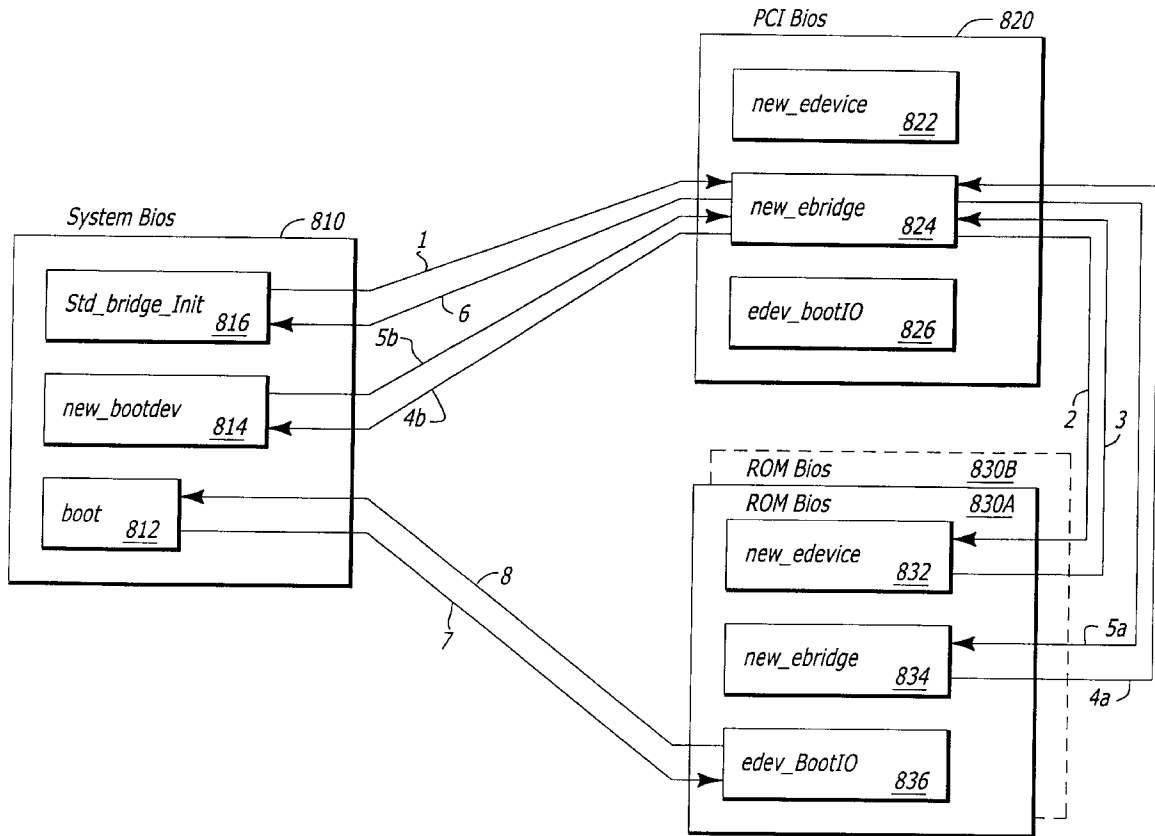 PCI Bios 820
new_edevice
822
new_ebridge
824
edev_bootIO
826
System Bios 810
Std_bridge_Init
816
new_bootdev
814
boot
812
1
6
5b
4b
2
3
ROM Bios 830B
ROM Bios 830A
new_edevice
832
new_ebridge
834
edev_BootIO
836
5a
4a
8
7